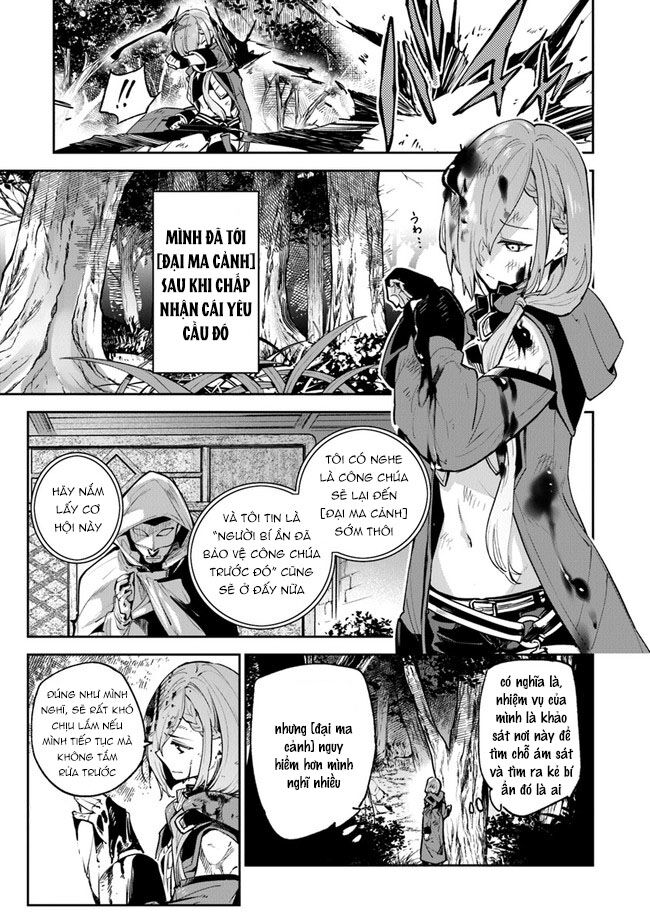 !!
うわ…
MÌNH ĐÃ TỚI
[ĐẠI MA CẢNH]
SAU KHI CHẤP
NHẬN CÁI YÊU
CẦU ĐÓ
TÔI CÓ NGHE
LÀ CÔNG CHÚA
SẼ LẠI ĐẾN
[ĐẠI MA CẢNH]
SỚM THÔI
VÀ TÔI TIN LÀ
“NGƯỜI BÍ ẨN ĐÃ
BẢO VỆ CÔNG CHÚA
TRƯỚC ĐÓ” CŨNG
SẼ Ở ĐẤY NỮA
HÃY NẮM
LẤY CƠ
HỘI NÀY
có nghĩa là,
nhiệm vụ của
mình là khảo
sát nơi này để
tìm chỗ ám sát
và tìm ra kẻ bí
ẩn đó là ai
nhưng [đại ma
cảnh] nguy
hiểm hơn mình
nghĩ nhiều
ĐÚNG NHƯ MÌNH
NGHĨ, SẼ RẤT KHÓ
CHỊU LẮM NẾU
MÌNH TIẾP TỤC MÀ
KHÔNG TẮM
RỬA TRƯỚC